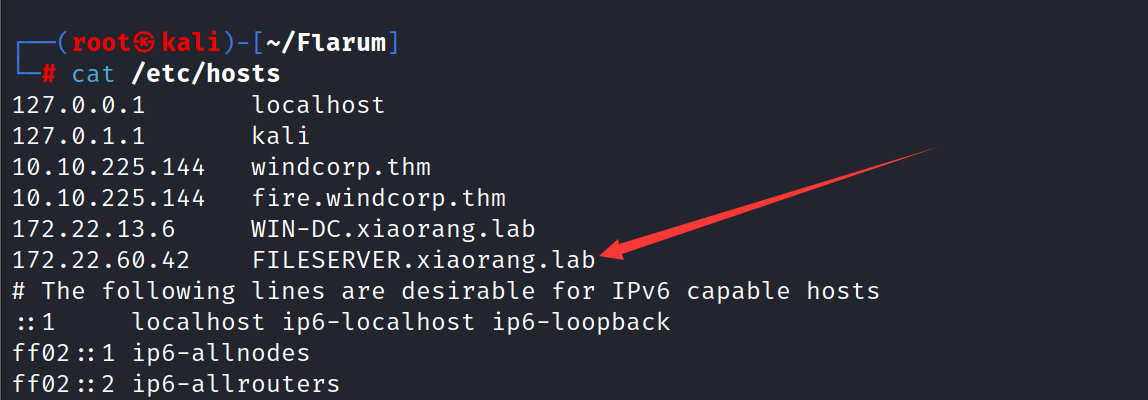 ┌──(root㉿kali)-[~/Flarum]
└─# cat /etc/hosts
127.0.0.1       localhost
127.0.1.1       kali
10.10.225.144   windcorp.thm
10.10.225.144   fire.windcorp.thm
172.22.13.6     WIN-DC.xiaorang.lab
172.22.60.42    FILESERVER.xiaorang.lab
# The following lines are desirable for IPv6 capable hosts
::1     localhost ip6-localhost ip6-loopback
ff02::1 ip6-allnodes
ff02::2 ip6-allrouters